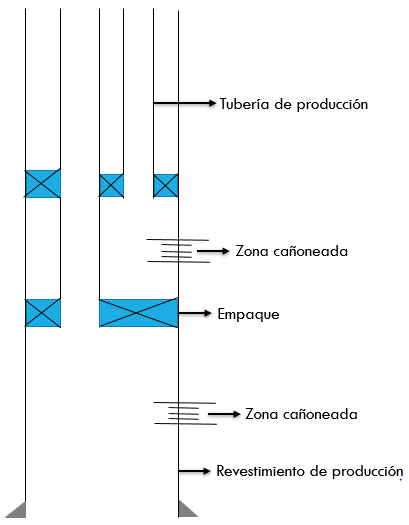 Tubería de producción
Zona cañoneada
Empaque
Zona cañoneada
Revestimiento de producción